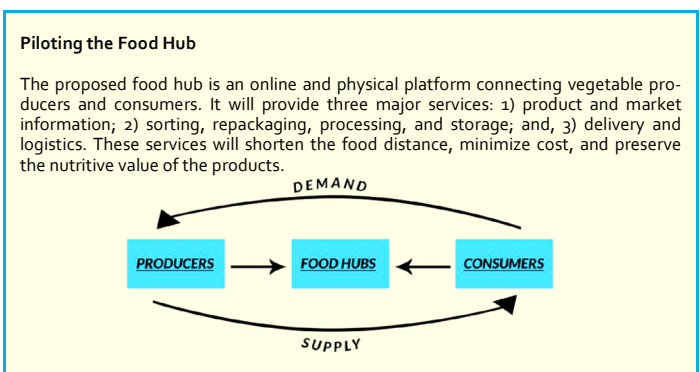 Piloting the Food Hub
The proposed food hub is an online and physical platform connecting vegetable pro-
ducers and consumers. It will provide three major services: 1) product and market
information; 2) sorting, repackaging, processing, and storage; and, 3) delivery and
logistics. These services will shorten the food distance, minimize cost, and preserve
the nutritive value of the products.
DEMAND
PRODUCERS FOOD HUBS CONSUMERS
SUPPLY